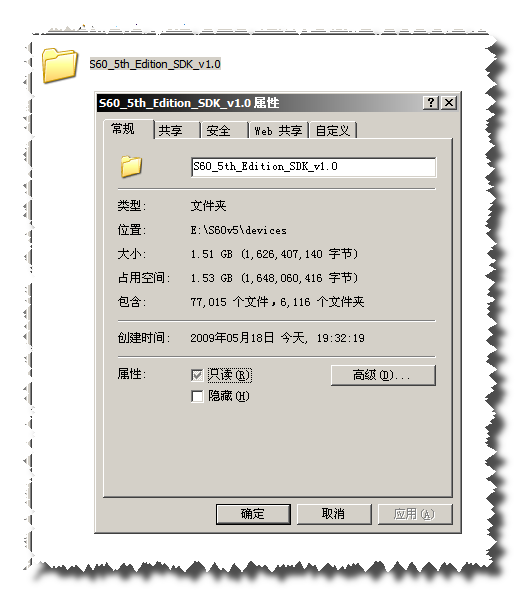 S60_5th_Edition_SDK_v1.0
S60_5th_Edition_SDK_v1.0 属性
常规 共享 安全 Web 共享 自定义
S60_5th_Edition_SDK_v1.0
类型: 文件夹
位置: E:\S60v5\devices
大小: 1.51 GB (1,626,407,140 字节)
占用空间: 1.53 GB (1,648,060,416 字节)
包含: 77,015 个文件，6,116 个文件夹
创建时间: 2009年05月18日 今天, 19:32:19
属性: 只读(R) 高级(D)...
隐藏(H)
确定 取消 应用(A)